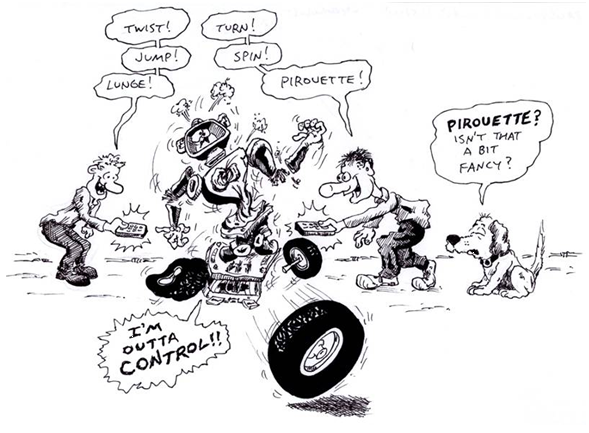 TWIST!
JUMP!
LUNGE!
TURN!
SPIN!
PIROUETTE!
PIROUETTE?
ISN'T THAT
A BIT
FANCY?
I'M
OUTTA
CONTROL!!